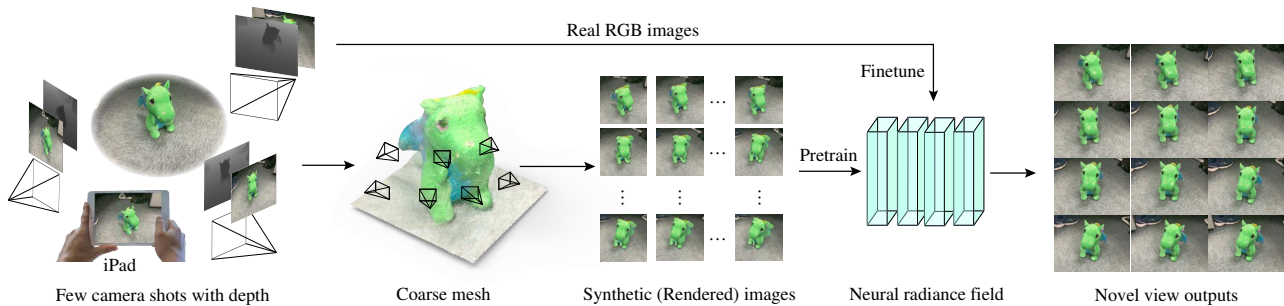 Real RGB images
Finetune
Pretrain
iPad
Few camera shots with depth
Coarse mesh
Synthetic (Rendered) images
Neural radiance field
Novel view outputs